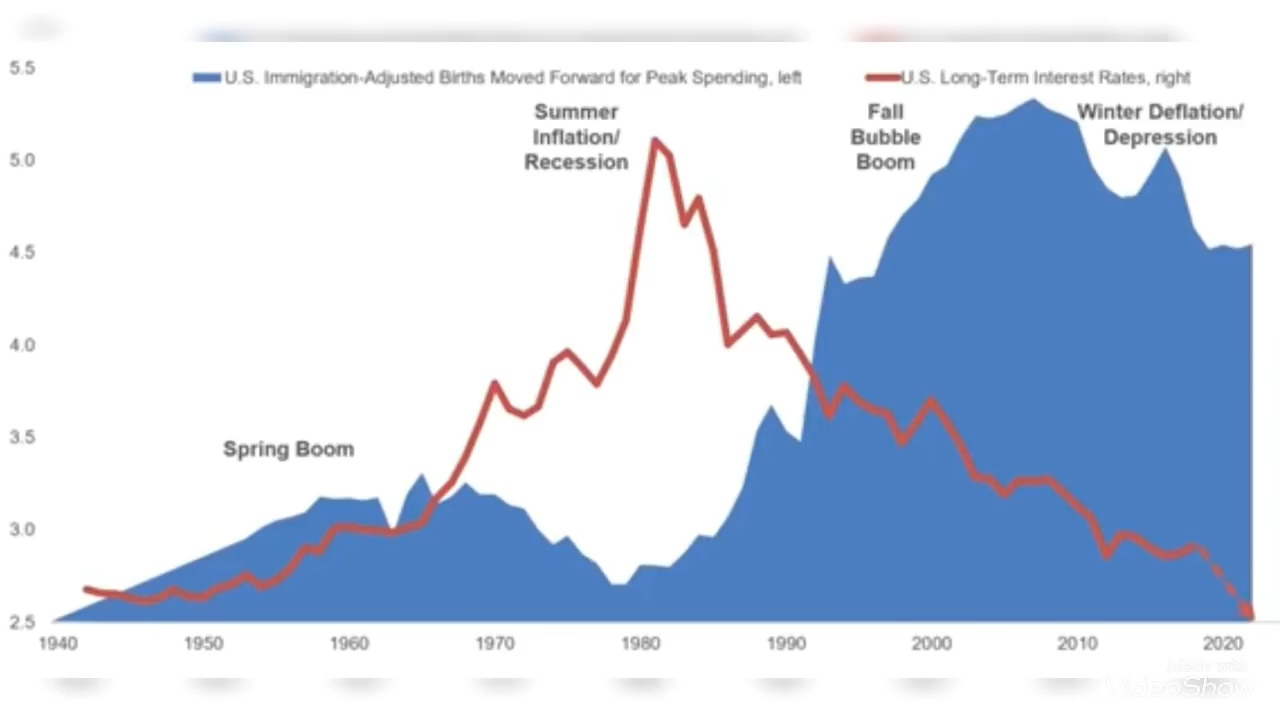 5.5
U.S. Immigration-Adjusted Births Moved Forward for Peak Spending, left
U.S. Long-Term Interest Rates, right
Summer
Inflation/
Recession
Fall
Bubble
Boom
Winter Deflation/
Depression
5.0
4.5
4.0
3.5
Spring Boom
3.0
2.5
1940
1950
1960
1970
1980
1990
2000
2010
2020
Made with
VideoShow